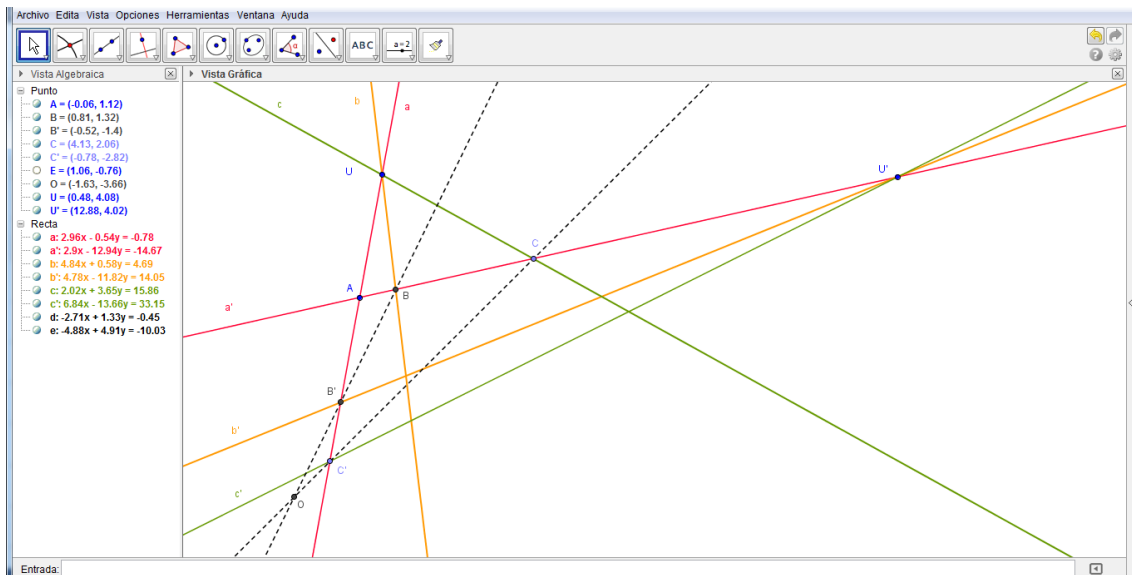 Archivo Edita Vista Opciones Herramientas Ventana Ayuda
ABC
a=2
α
Vista Algebraica
Vista Gráfica
Punto
A = (-0.06, 1.12)
B = (0.81, 1.32)
B' = (-0.52, -1.4)
C = (4.13, 2.06)
C' = (-0.78, -2.82)
E = (1.06, -0.76)
O = (-1.63, -3.66)
U = (0.48, 4.08)
U' = (12.88, 4.02)
Recta
a: 2.96x - 0.54y = -0.78
a': 2.9x - 12.94y = -14.67
b: 4.84x + 0.58y = 4.69
b': 4.78x - 11.82y = 14.05
c: 2.02x + 3.65y = 15.86
c': 6.84x - 13.66y = 33.15
d: -2.71x + 1.33y = -0.45
e: -4.88x + 4.91y = -10.03
c
b
a
U
U'
C
A
B
a'
B'
b'
C'
c'
O
Entrada: